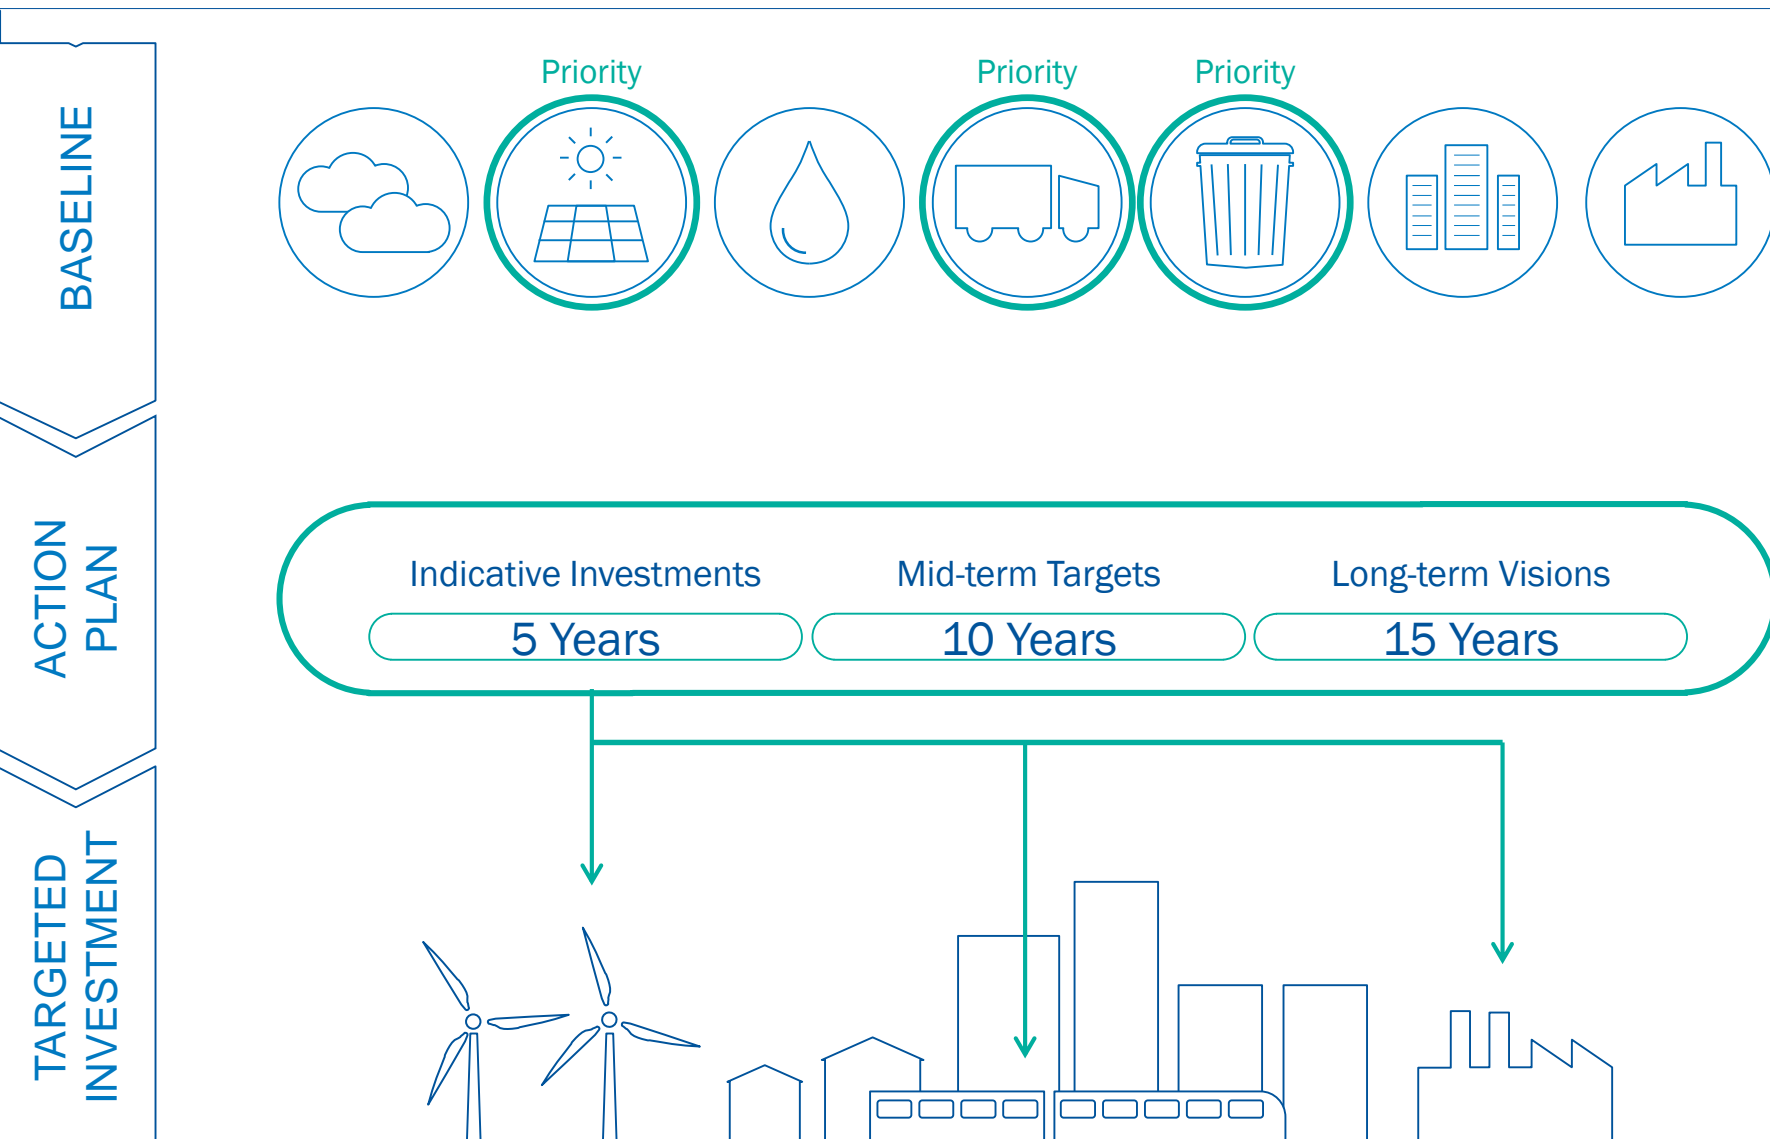 Priority
Priority
Priority
BASELINE
ACTION
PLAN
Indicative Investments
Mid-term Targets
Long-term Visions
5 Years
10 Years
15 Years
TARGETED
INVESTMENT